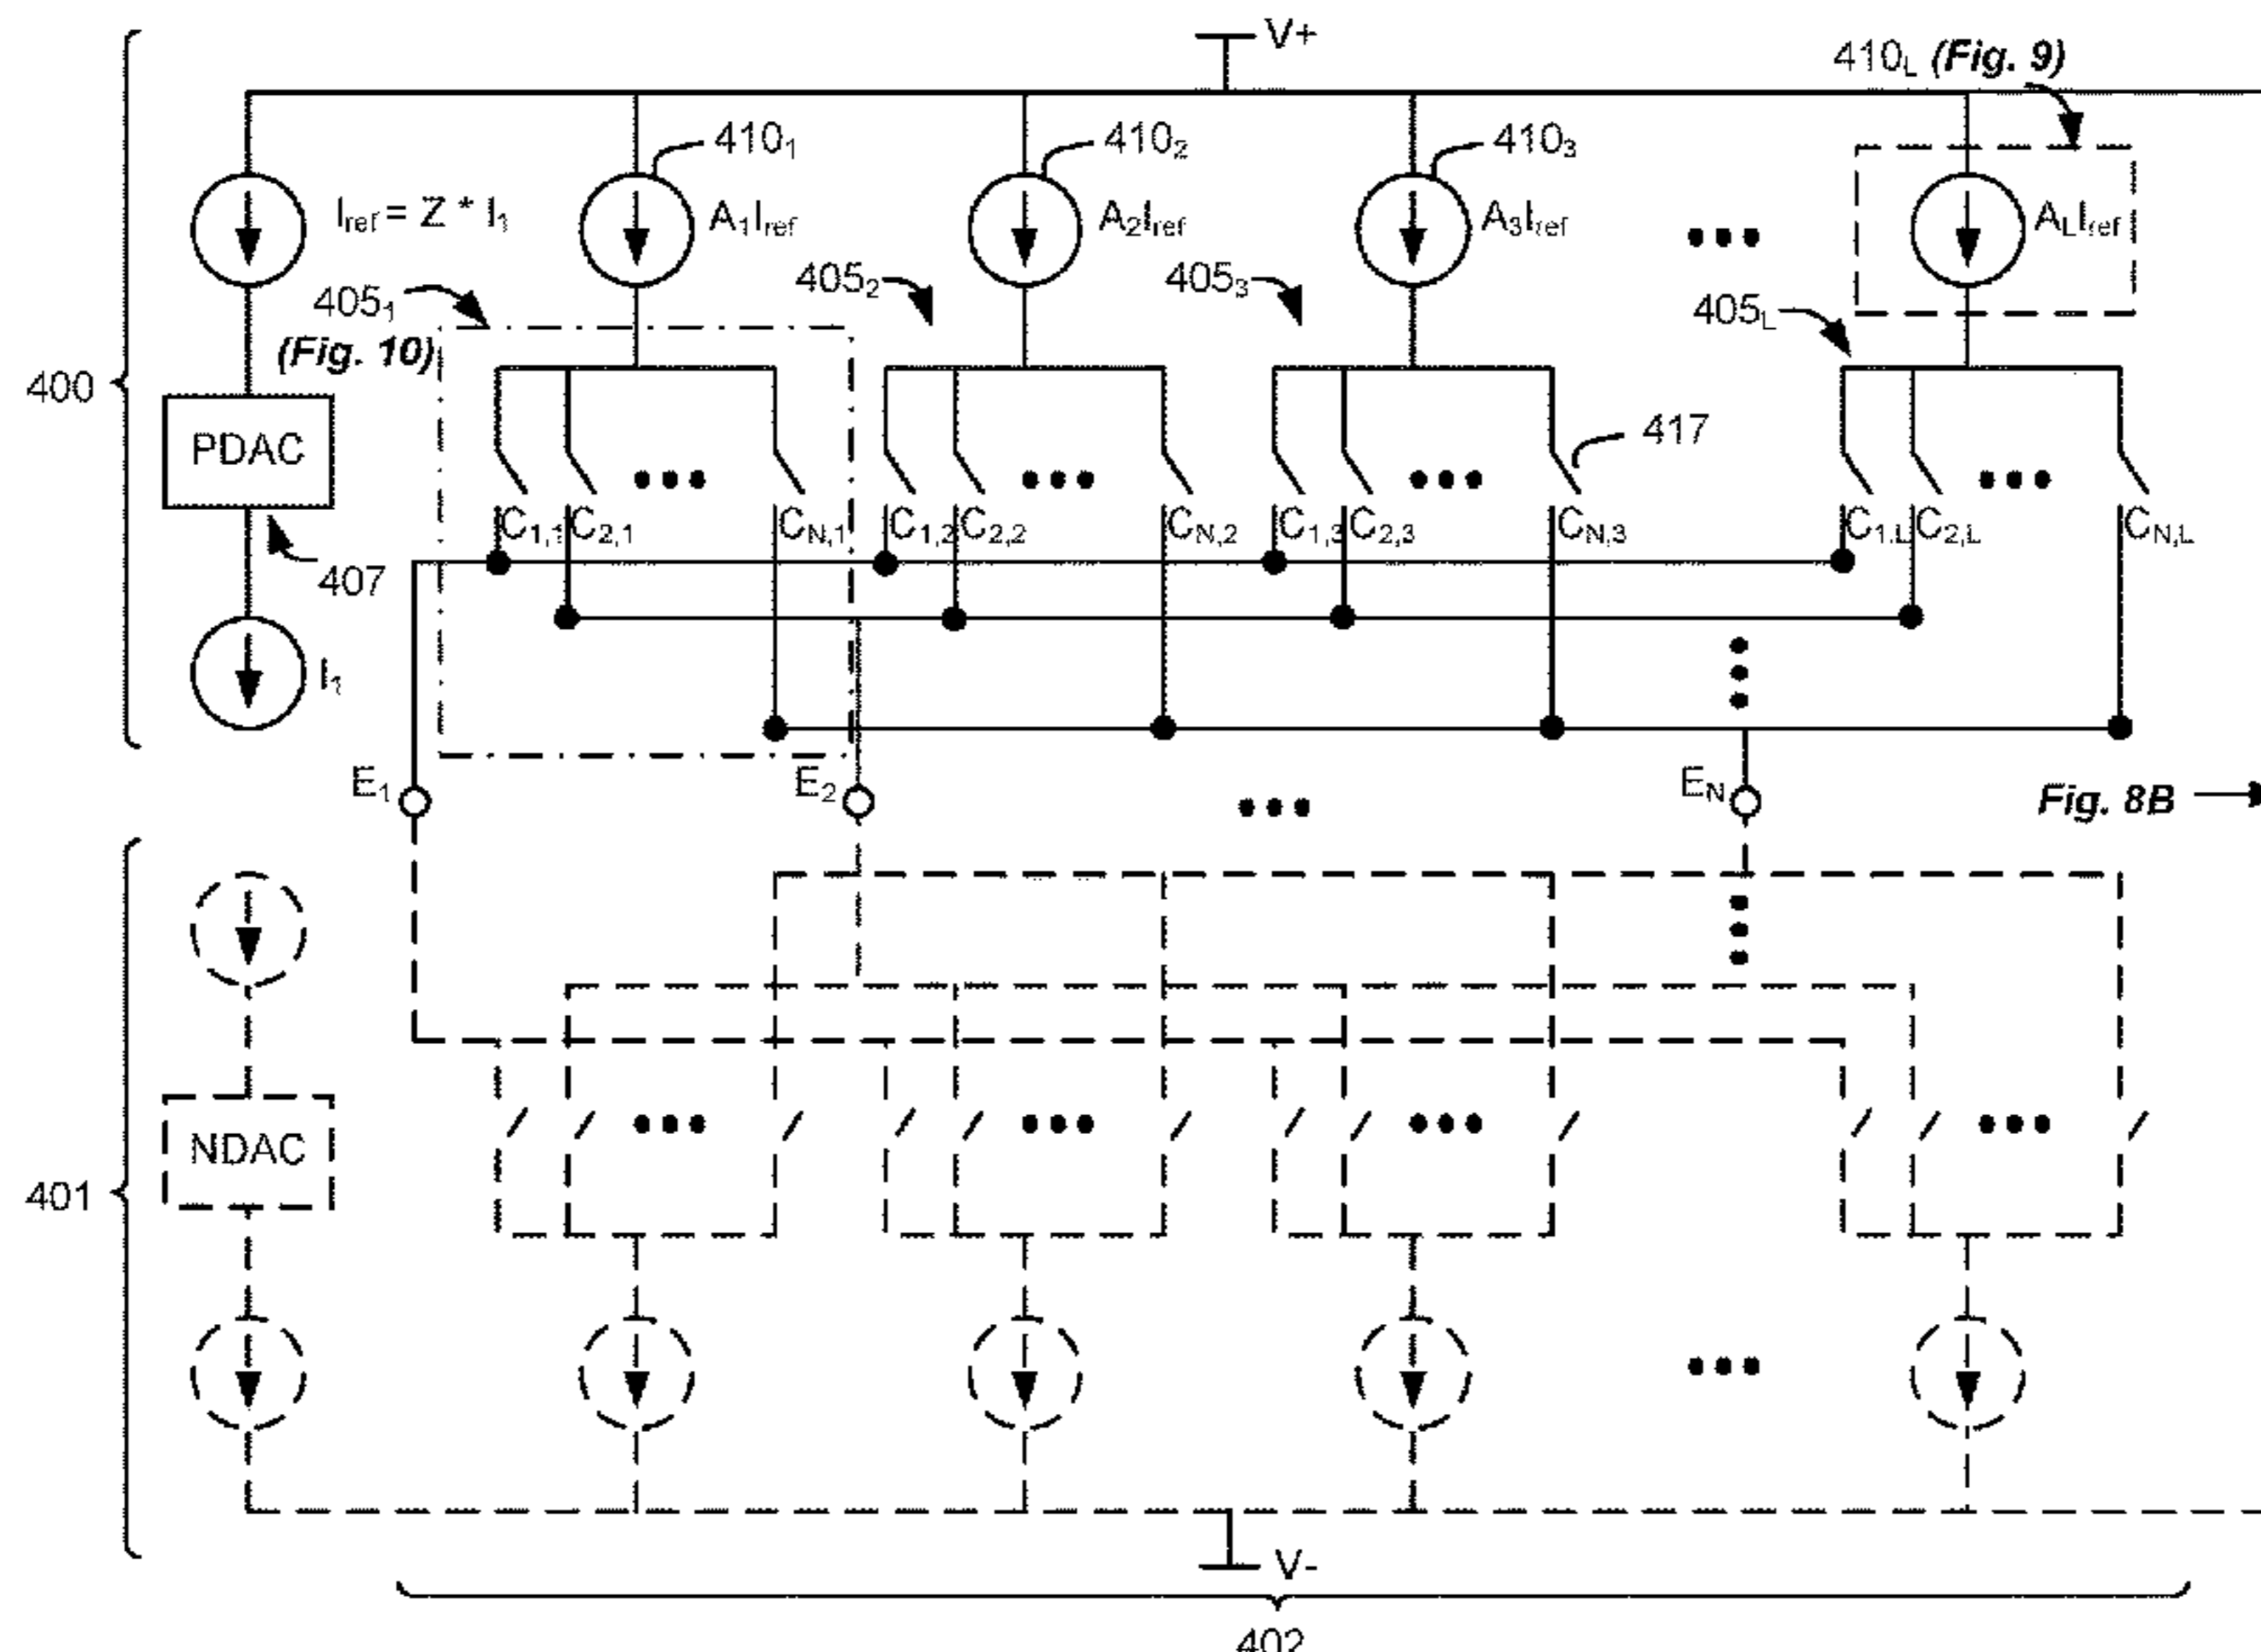 V+
410L (Fig. 9)
4101
4102
4103
Iref = Z * I1
A1Iref
A2Iref
A3Iref
ALIref
4051
(Fig. 10)
4052
4053
405L
400
PDAC
417
C1,1
C2,1
CN,1
C1,2
C2,2
CN,2
C1,3
C2,3
CN,3
C1,L
C2,L
CN,L
407
I1
E1
E2
EN
Fig. 8B
401
NDAC
V-
402